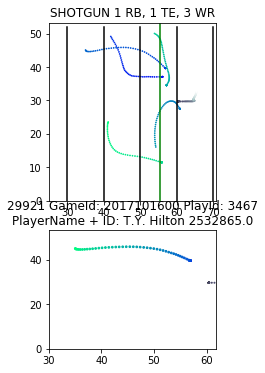 SHOTGUN 1 RB, 1 TE, 3 WR
50
40
30
20
10
0
30 40 50 60 70
29921 GameId: 2017101600 PlayId: 3467
PlayerName + ID: T.Y. Hilton 2532865.0
40
20
0
30 40 50 60